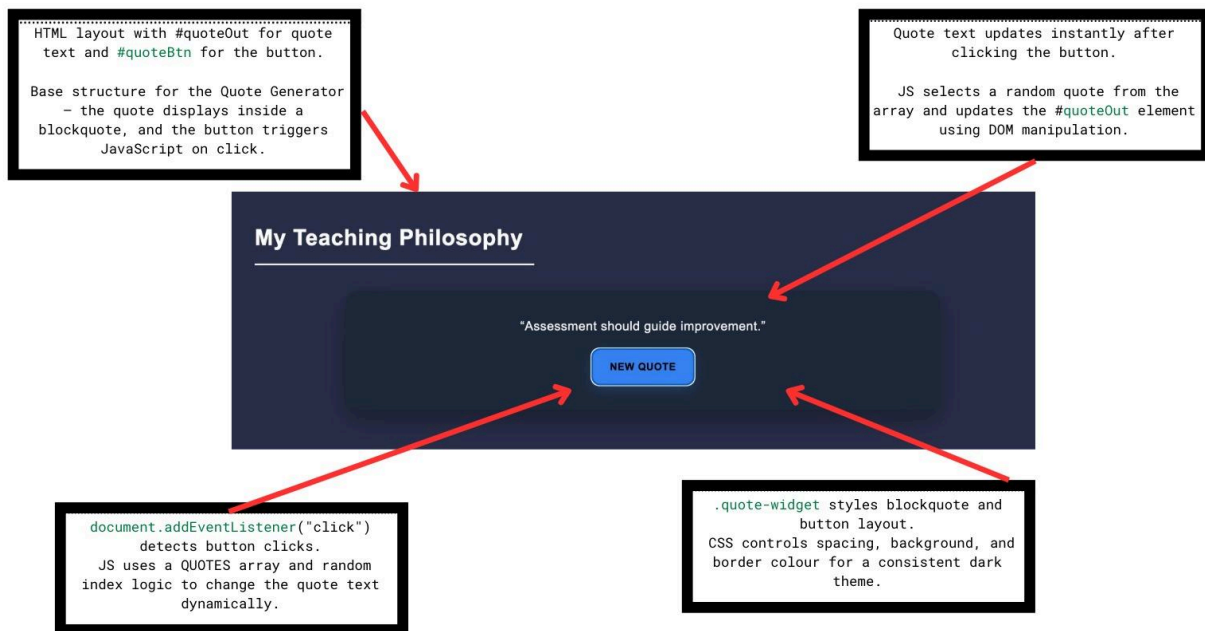 HTML layout with #quoteOut for quote
text and #quoteBtn for the button.
Base structure for the Quote Generator
— the quote displays inside a
blockquote, and the button triggers
JavaScript on click.
Quote text updates instantly after
clicking the button.
JS selects a random quote from the
array and updates the #quoteOut element
using DOM manipulation.
My Teaching Philosophy
“Assessment should guide improvement.”
NEW QUOTE
document.addEventListener("click")
detects button clicks.
JS uses a QUOTES array and random
index logic to change the quote text
dynamically.
.quote-widget styles blockquote and
button layout.
CSS controls spacing, background, and
border colour for a consistent dark
theme.